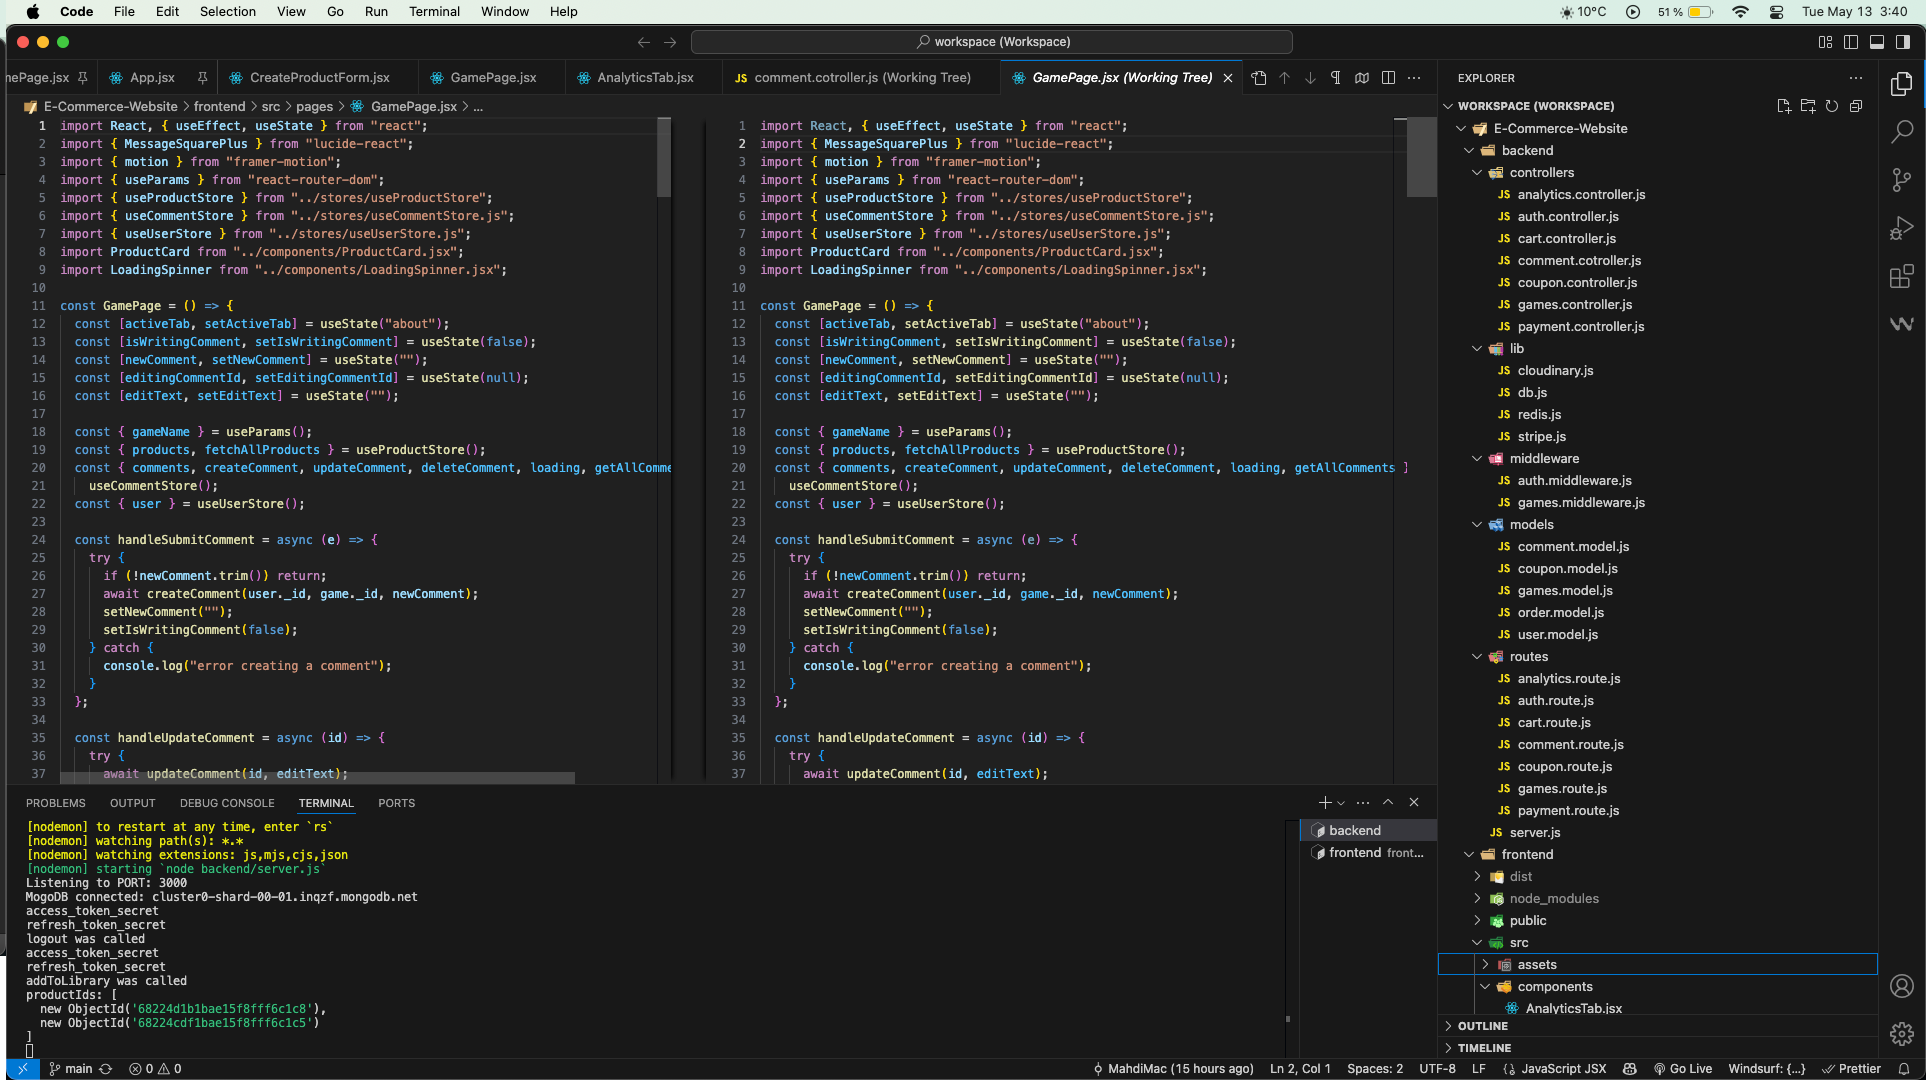 Code File Edit Selection View Go Run Terminal Window Help 10°C 51 % Tue May 13 3:40
workspace (Workspace)
mePage.jsx App.jsx CreateProductForm.jsx GamePage.jsx AnalyticsTab.jsx JS comment.cotroller.js (Working Tree) GamePage.jsx (Working Tree)
E-Commerce-Website > frontend > src > pages > GamePage.jsx > ...
1 import React, { useEffect, useState } from "react";
2 import { MessageSquarePlus } from "lucide-react";
3 import { motion } from "framer-motion";
4 import { useParams } from "react-router-dom";
5 import { useProductStore } from "../stores/useProductStore";
6 import { useCommentStore } from "../stores/useCommentStore.js";
7 import { useUserStore } from "../stores/useUserStore.js";
8 import ProductCard from "../components/ProductCard.jsx";
9 import LoadingSpinner from "../components/LoadingSpinner.jsx";
10
11 const GamePage = () => {
12 const [activeTab, setActiveTab] = useState("about");
13 const [isWritingComment, setIsWritingComment] = useState(false);
14 const [newComment, setNewComment] = useState("");
15 const [editingCommentId, setEditingCommentId] = useState(null);
16 const [editText, setEditText] = useState("");
17
18 const { gameName } = useParams();
19 const { products, fetchAllProducts } = useProductStore();
20 const { comments, createComment, updateComment, deleteComment, loading, getAllComme
21 useCommentStore();
22 const { user } = useUserStore();
23
24 const handleSubmitComment = async (e) => {
25 try {
26 if (!newComment.trim()) return;
27 await createComment(user._id, game._id, newComment);
28 setNewComment("");
29 setIsWritingComment(false);
30 } catch {
31 console.log("error creating a comment");
32 }
33 };
34
35 const handleUpdateComment = async (id) => {
36 try {
37 await updateComment(id, editText);
1 import React, { useEffect, useState } from "react";
2 import { MessageSquarePlus } from "lucide-react";
3 import { motion } from "framer-motion";
4 import { useParams } from "react-router-dom";
5 import { useProductStore } from "../stores/useProductStore";
6 import { useCommentStore } from "../stores/useCommentStore.js";
7 import { useUserStore } from "../stores/useUserStore.js";
8 import ProductCard from "../components/ProductCard.jsx";
9 import LoadingSpinner from "../components/LoadingSpinner.jsx";
10
11 const GamePage = () => {
12 const [activeTab, setActiveTab] = useState("about");
13 const [isWritingComment, setIsWritingComment] = useState(false);
14 const [newComment, setNewComment] = useState("");
15 const [editingCommentId, setEditingCommentId] = useState(null);
16 const [editText, setEditText] = useState("");
17
18 const { gameName } = useParams();
19 const { products, fetchAllProducts } = useProductStore();
20 const { comments, createComment, updateComment, deleteComment, loading, getAllComments }
21 useCommentStore();
22 const { user } = useUserStore();
23
24 const handleSubmitComment = async (e) => {
25 try {
26 if (!newComment.trim()) return;
27 await createComment(user._id, game._id, newComment);
28 setNewComment("");
29 setIsWritingComment(false);
30 } catch {
31 console.log("error creating a comment");
32 }
33 };
34
35 const handleUpdateComment = async (id) => {
36 try {
37 await updateComment(id, editText);
PROBLEMS OUTPUT DEBUG CONSOLE TERMINAL PORTS
[nodemon] to restart at any time, enter `rs`
[nodemon] watching path(s): *.*
[nodemon] watching extensions: js,mjs,cjs,json
[nodemon] starting `node backend/server.js`
Listening to PORT: 3000
MogoDB connected: cluster0-shard-00-01.inqzf.mongodb.net
access_token_secret
refresh_token_secret
logout was called
access_token_secret
refresh_token_secret
addToLibrary was called
productIds: [
new ObjectId('68224d1b1bae15f8fff6c1c8'),
new ObjectId('68224cdf1bae15f8fff6c1c5')
]
backend
frontend front...
EXPLORER
WORKSPACE (WORKSPACE)
E-Commerce-Website
backend
controllers
JS analytics.controller.js
JS auth.controller.js
JS cart.controller.js
JS comment.cotroller.js
JS coupon.controller.js
JS games.controller.js
JS payment.controller.js
lib
JS cloudinary.js
JS db.js
JS redis.js
JS stripe.js
middleware
JS auth.middleware.js
JS games.middleware.js
models
JS comment.model.js
JS coupon.model.js
JS games.model.js
JS order.model.js
JS user.model.js
routes
JS analytics.route.js
JS auth.route.js
JS cart.route.js
JS comment.route.js
JS coupon.route.js
JS games.route.js
JS payment.route.js
JS server.js
frontend
dist
node_modules
public
src
assets
components
AnalyticsTab.jsx
OUTLINE
TIMELINE
main 0 0 MahdiMac (15 hours ago) Ln 2, Col 1 Spaces: 2 UTF-8 LF {} JavaScript JSX Go Live Windsurf: {...} Prettier